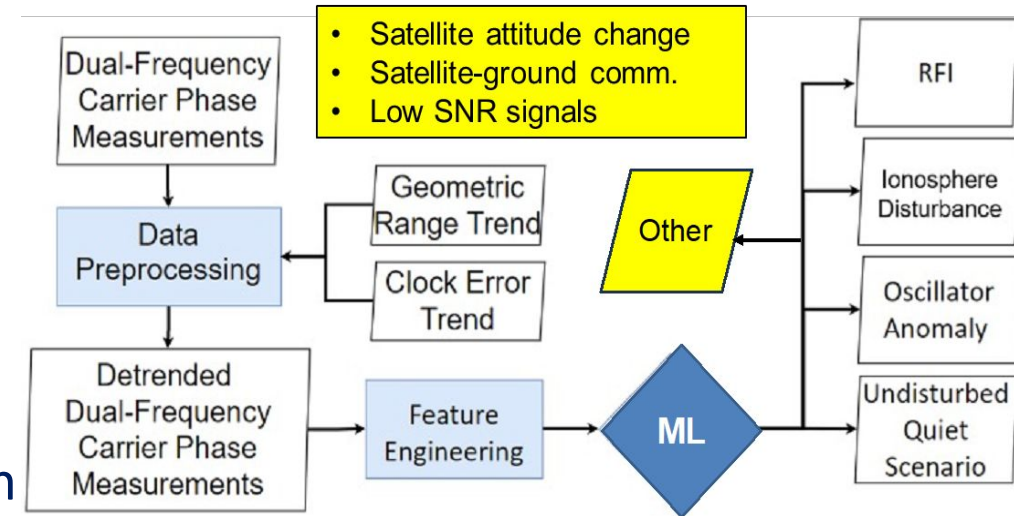 • Satellite attitude change
• Satellite-ground comm.
• Low SNR signals
Dual-Frequency
Carrier Phase
Measurements
Geometric
Range Trend
Data
Preprocessing
Clock Error
Trend
Detrended
Dual-Frequency
Carrier Phase
Measurements
Feature
Engineering
ML
Other
RFI
Ionosphere
Disturbance
Oscillator
Anomaly
Undisturbed
Quiet
Scenario
n